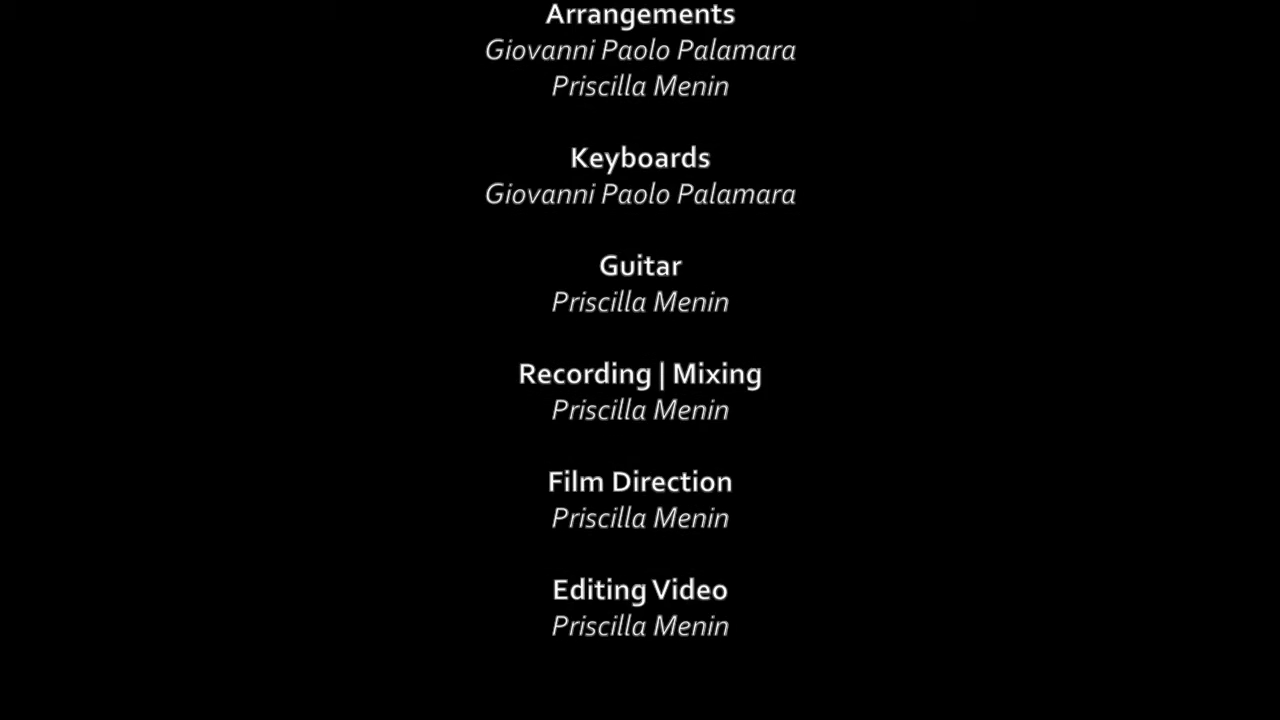 Arrangements
Giovanni Paolo Palamara
Priscilla Menin
Keyboards
Giovanni Paolo Palamara
Guitar
Priscilla Menin
Recording | Mixing
Priscilla Menin
Film Direction
Priscilla Menin
Editing Video
Priscilla Menin